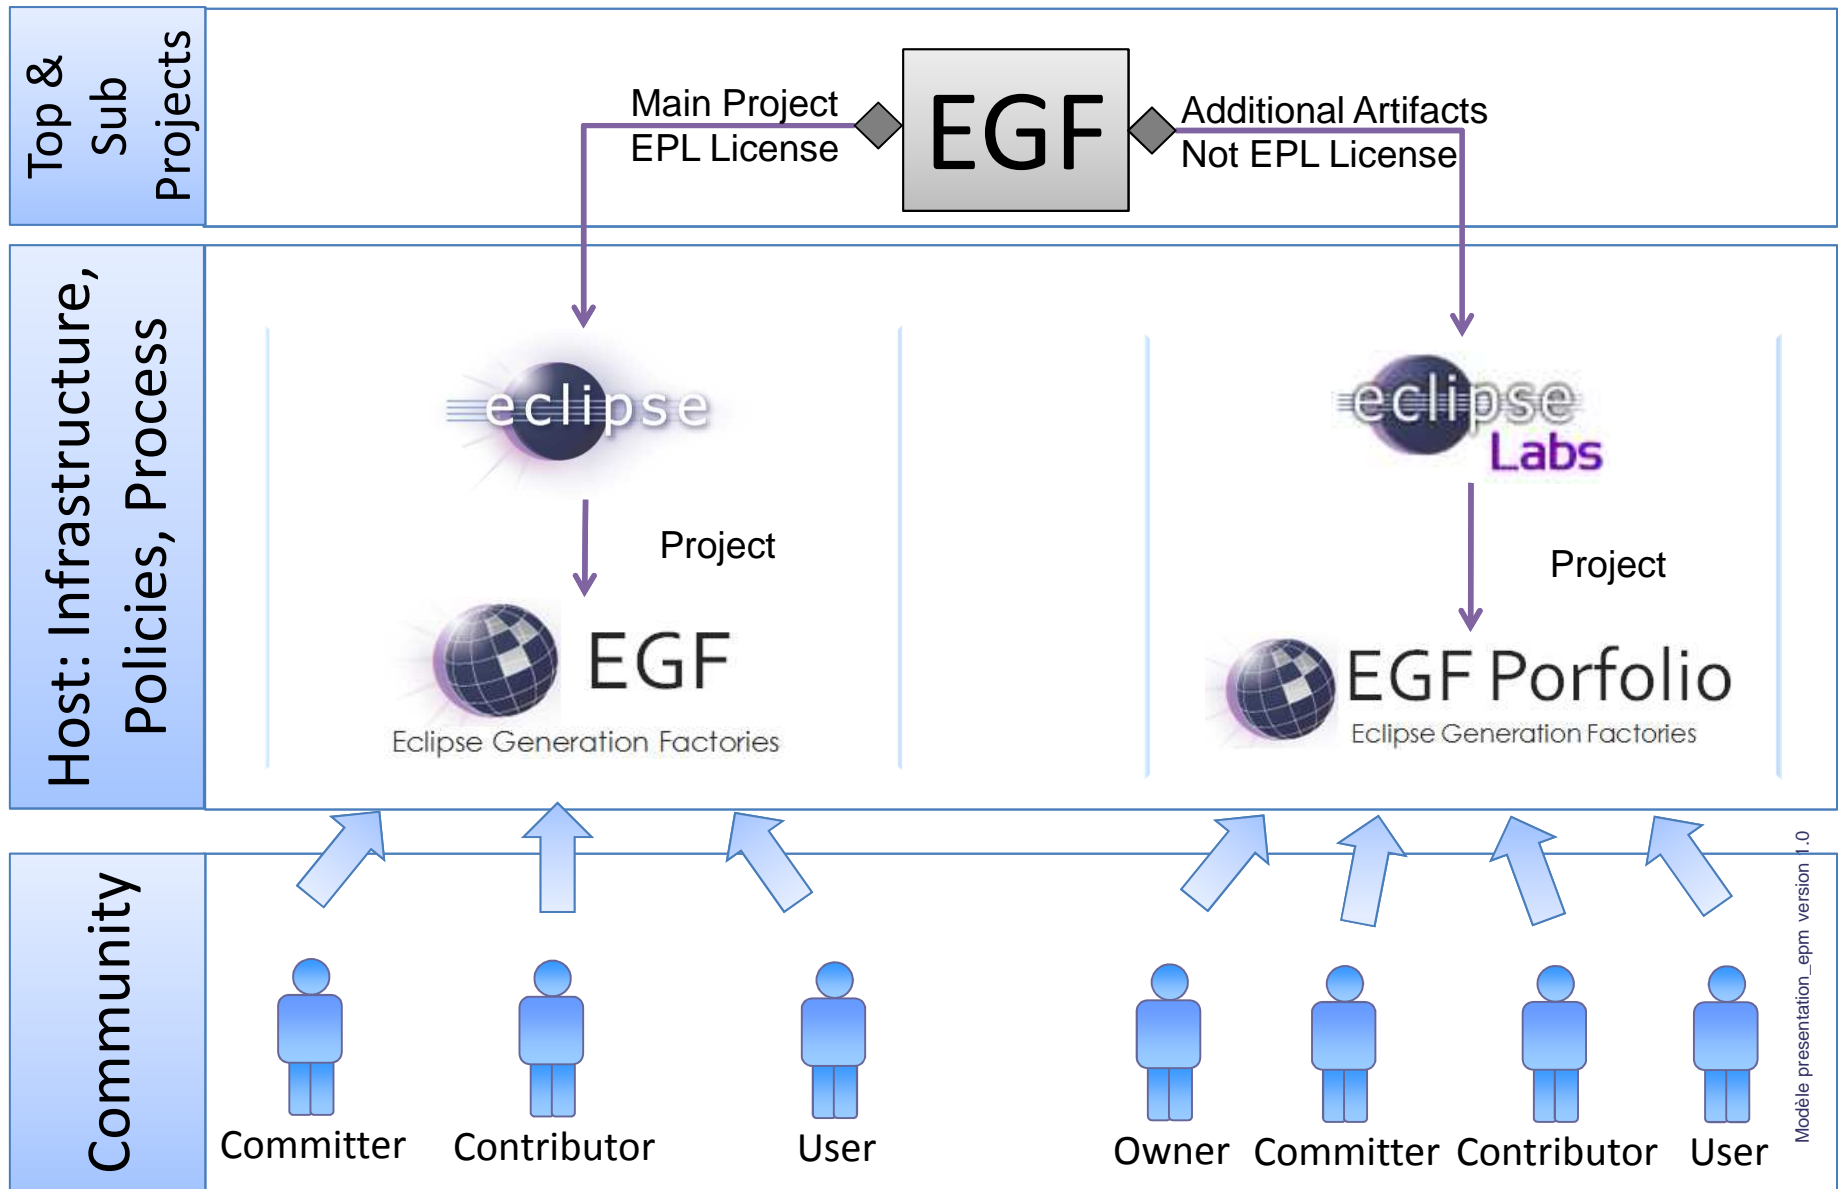 Top &
Sub
Projects
Main Project
EPL License
EGF
Additional Artifacts
Not EPL License
Host: Infrastructure,
Policies, Process
eclipse
Project
EGF
Eclipse Generation Factories
eclipse
Labs
Project
EGF Porfolio
Eclipse Generation Factories
Community
Committer
Contributor
User
Owner
Committer
Contributor
User
Modèle presentation_epm version 1.0